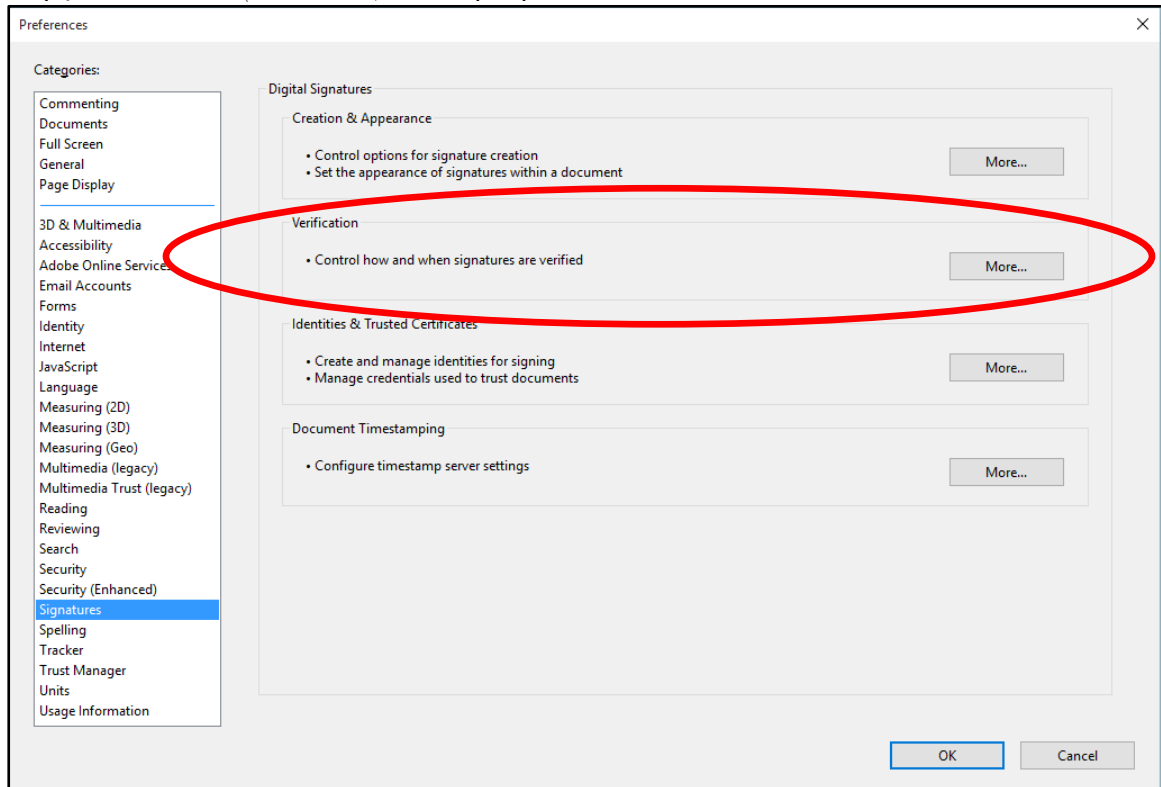 Preferences
Categories:
Commenting
Documents
Full Screen
General
Page Display
3D & Multimedia
Accessibility
Adobe Online Services
Email Accounts
Forms
Identity
Internet
JavaScript
Language
Measuring (2D)
Measuring (3D)
Measuring (Geo)
Multimedia (legacy)
Multimedia Trust (legacy)
Reading
Reviewing
Search
Security
Security (Enhanced)
Signatures
Spelling
Tracker
Trust Manager
Units
Usage Information
Digital Signatures
Creation & Appearance
• Control options for signature creation
• Set the appearance of signatures within a document
More...
Verification
• Control how and when signatures are verified
More...
Identities & Trusted Certificates
• Create and manage identities for signing
• Manage credentials used to trust documents
More...
Document Timestamping
• Configure timestamp server settings
More...
OK
Cancel